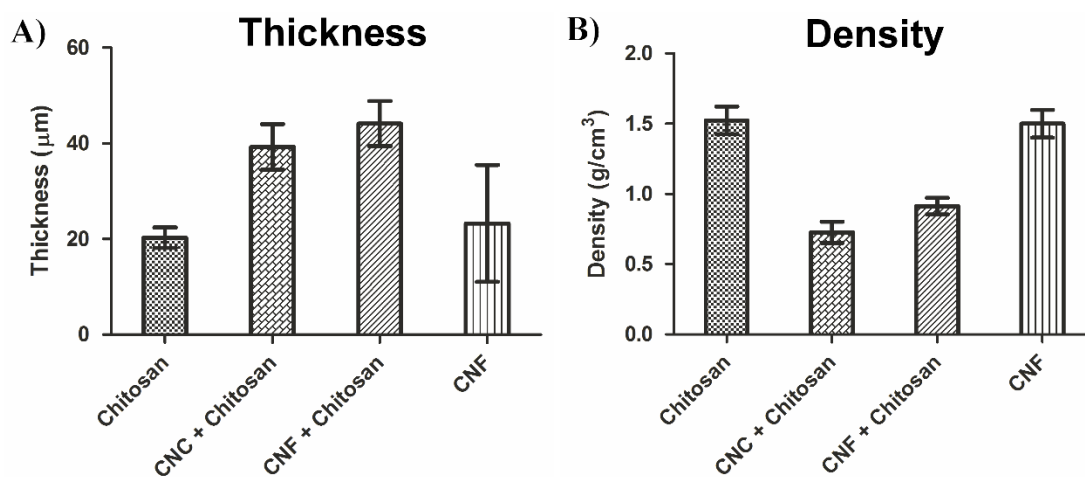 A) Thickness
60
40
20
0
Thickness (μm)
Chitosan
CNC + Chitosan
CNF + Chitosan
CNF
B) Density
2.0
1.5
1.0
0.5
0.0
Density (g/cm³)
Chitosan
CNC + Chitosan
CNF + Chitosan
CNF